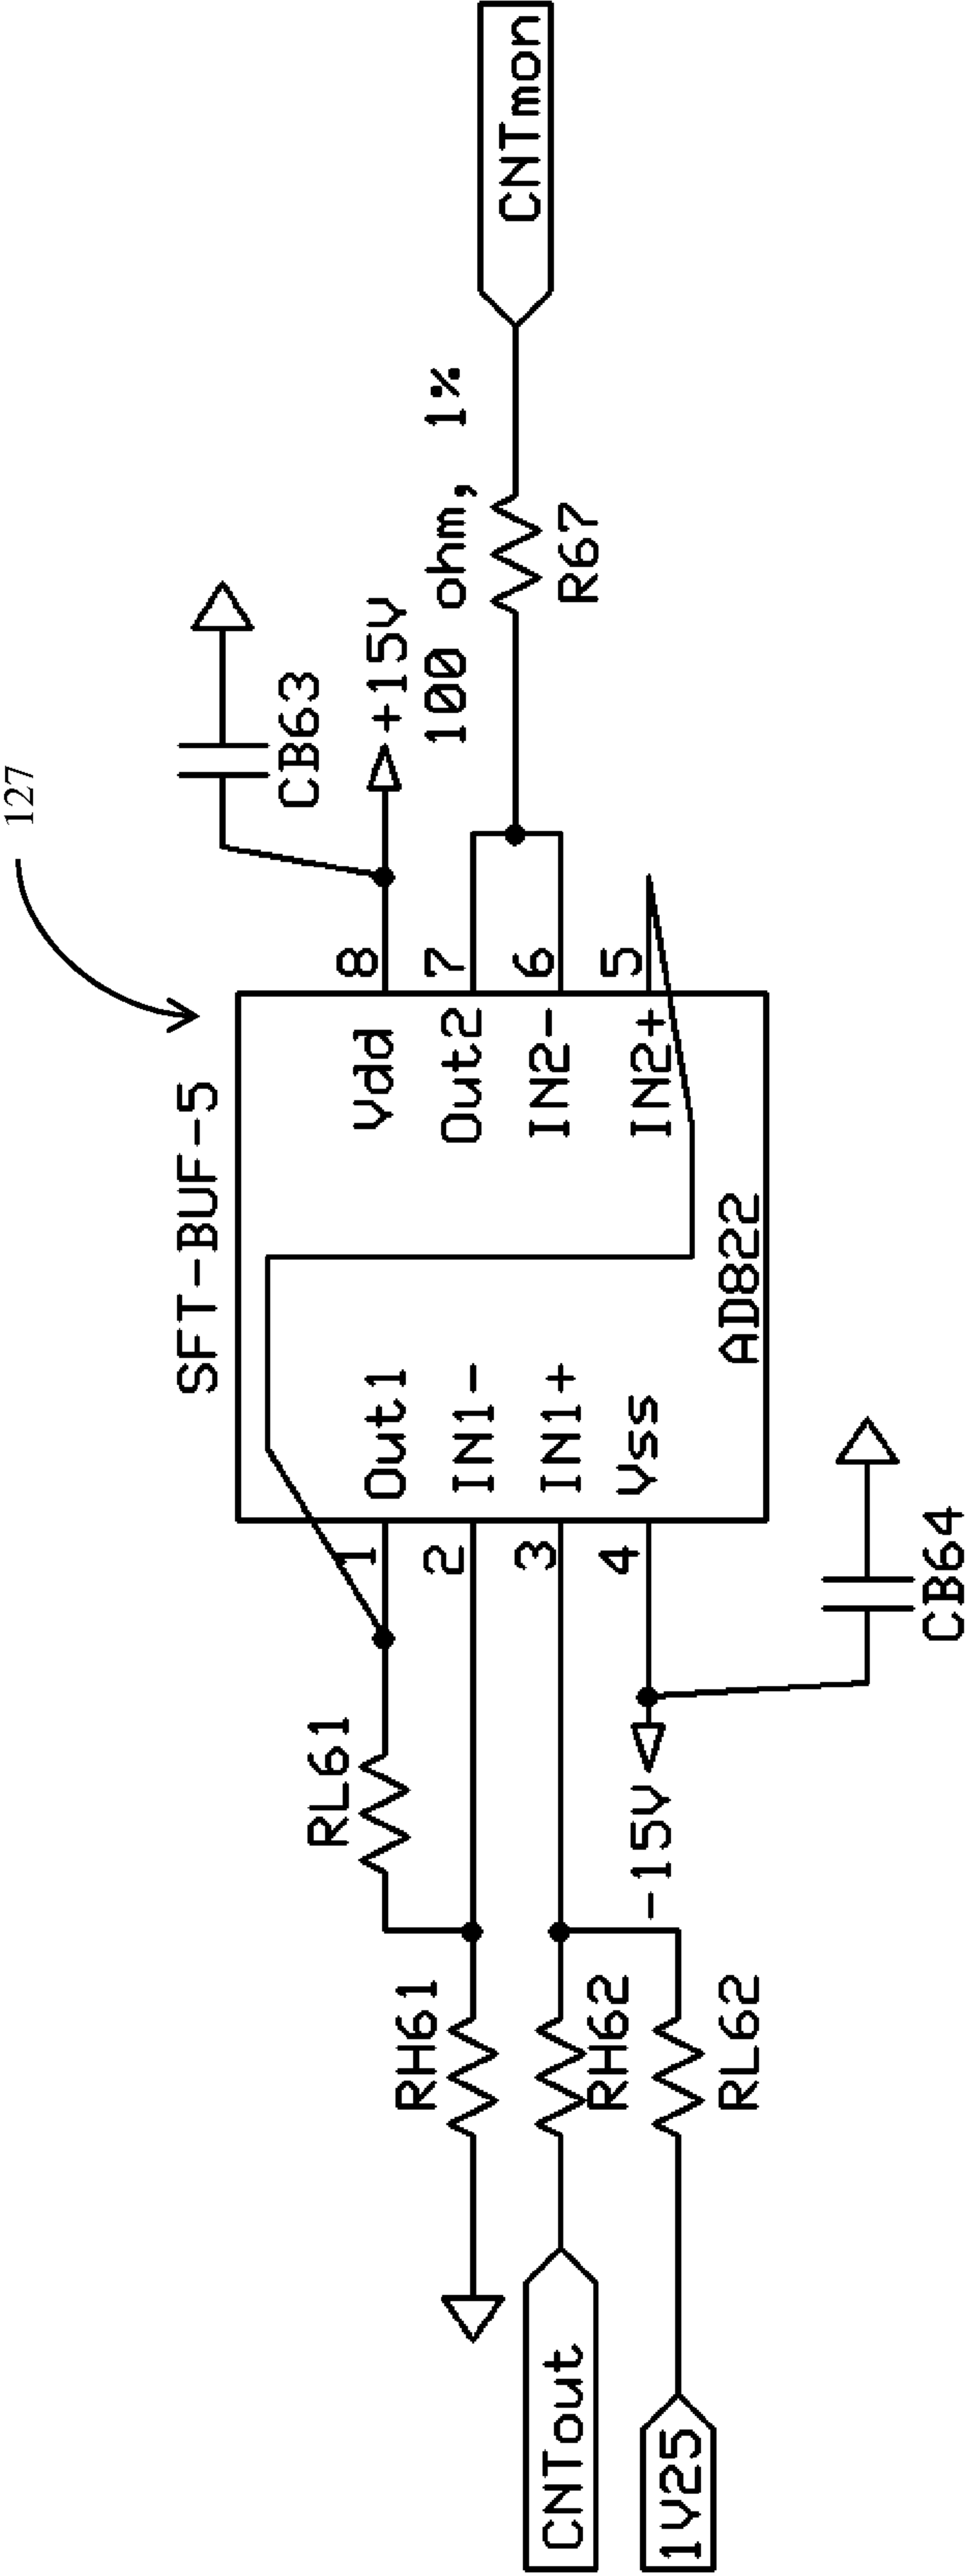 127
SFT-BUF-5
CB63
+15V
100 ohm, 1%
R67
CNTmon
RL61
RH61
RH62
RL62
CNTout
1V25
-15V
CB64
1
2
3
4
Out1
IN1-
IN1+
Vss
Vdd
Out2
IN2-
IN2+
8
7
6
5
AD822